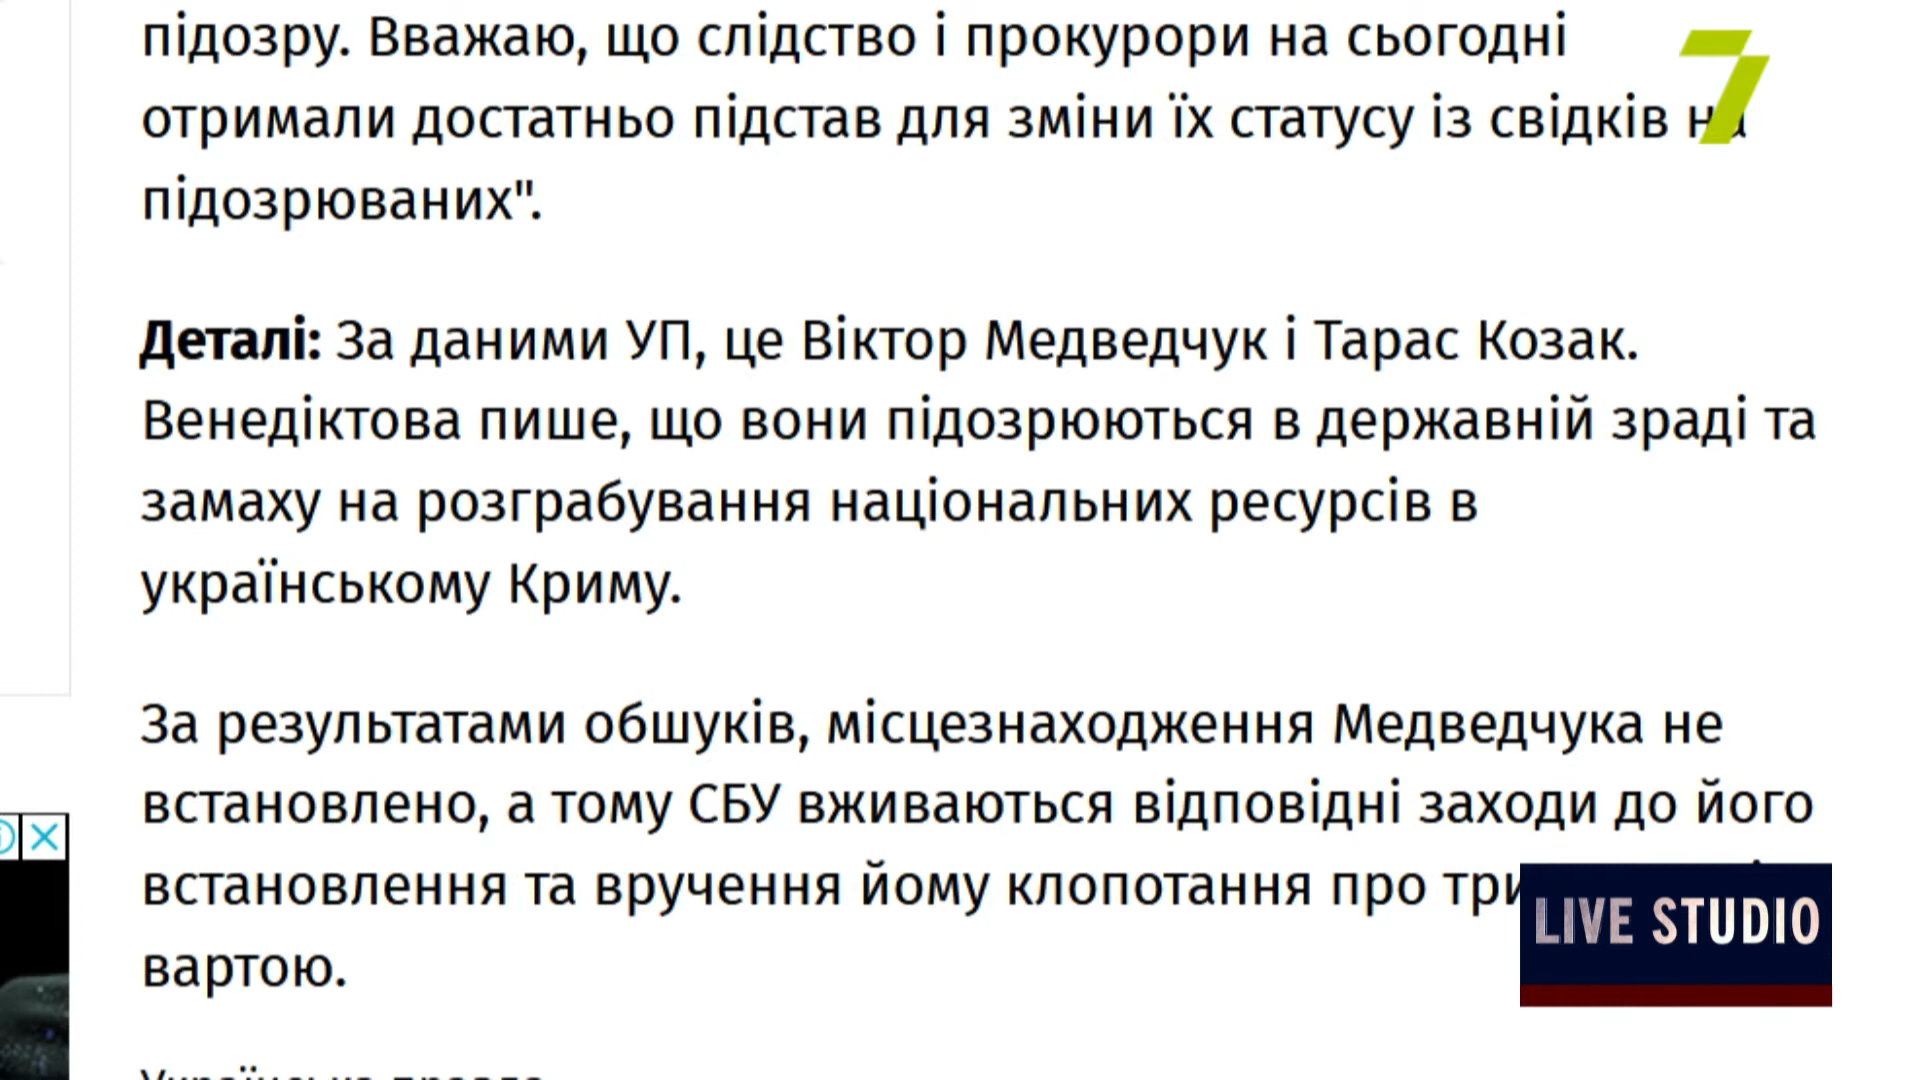 підозру. Вважаю, що слідство і прокурори на сьогодні
отримали достатньо підстав для зміни їх статусу із свідків на
підозрюваних".
7
Деталі: За даними УП, це Віктор Медведчук і Тарас Козак.
Венедіктова пише, що вони підозрюються в державній зраді та
замаху на розграбування національних ресурсів в
українському Криму.
За результатами обшуків, місцезнаходження Медведчука не
встановлено, а тому СБУ вживаються відповідні заходи до його
встановлення та вручення йому клопотання про
вартою.
LIVE STUDIO